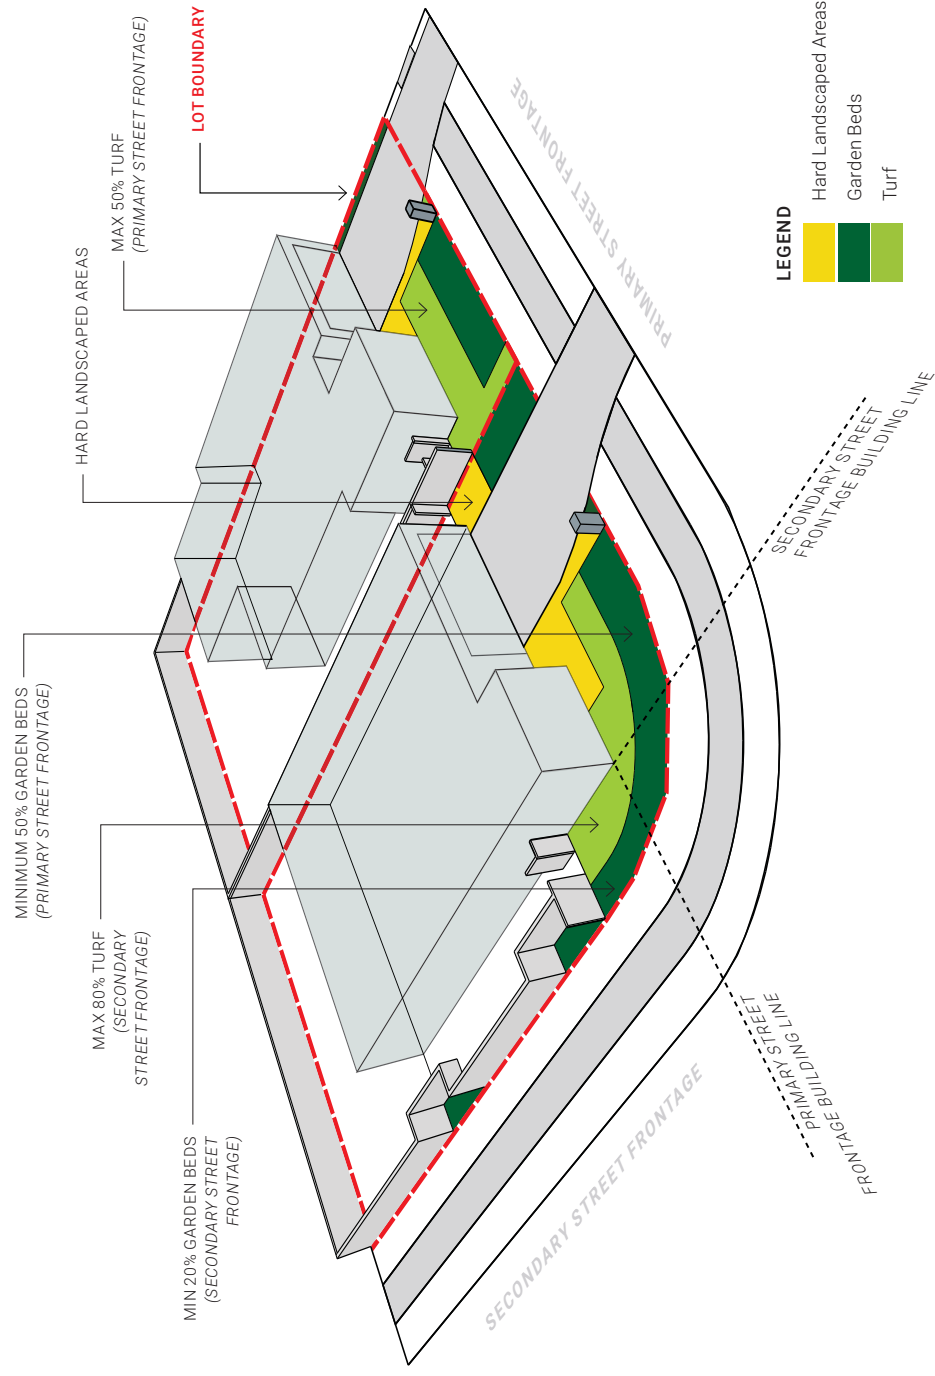 MIN 20% GARDEN BEDS
(SECONDARY STREET
FRONTAGE)
MAX 80% TURF
(SECONDARY
STREET FRONTAGE)
MINIMUM 50% GARDEN BEDS
(PRIMARY STREET FRONTAGE)
HARD LANDSCAPED AREAS
MAX 50% TURF
(PRIMARY STREET FRONTAGE)
LOT BOUNDARY
SECONDARY STREET FRONTAGE
PRIMARY STREET FRONTAGE
PRIMARY STREET
PRIMARY STREET
FRONTAGE BUILDING LINE
SECONDARY STREET
FRONTAGE BUILDING LINE
LEGEND
Hard Landscaped Areas
Garden Beds
Turf